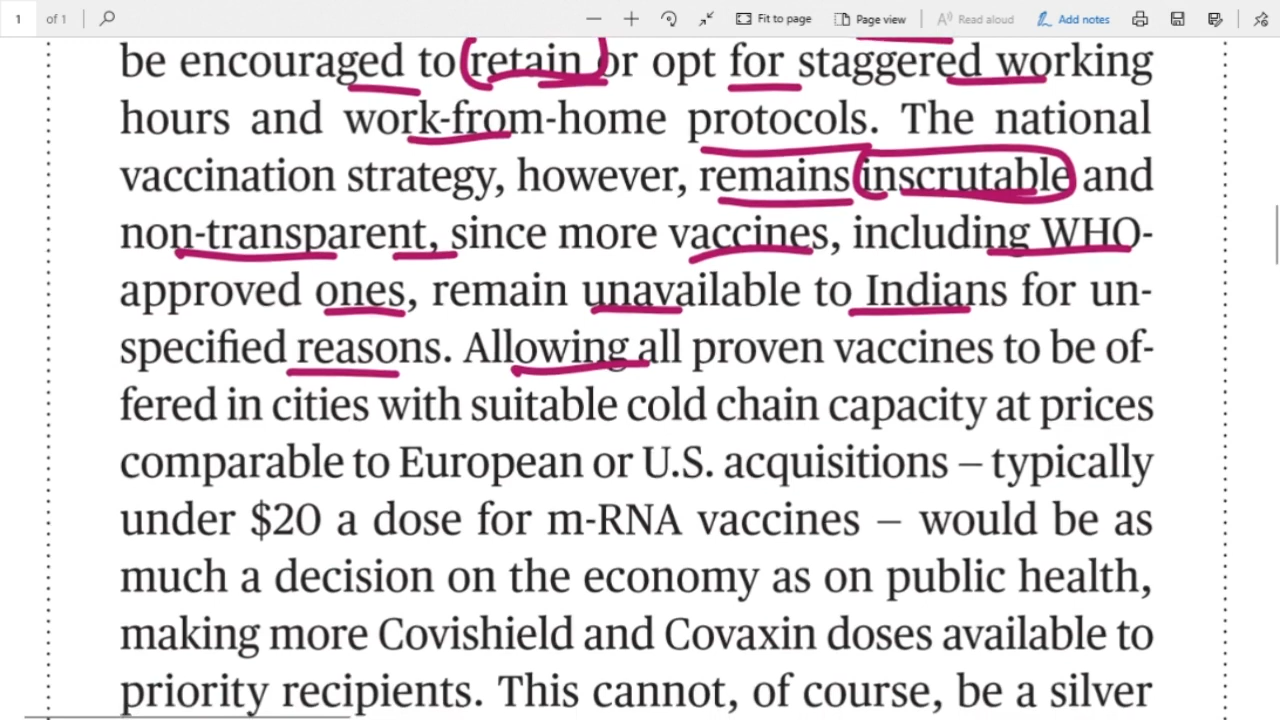 1 of 1 Fit to page Page view Read aloud Add notes
be encouraged to retain or opt for staggered working
hours and work-from-home protocols. The national
vaccination strategy, however, remains inscrutable and
non-transparent, since more vaccines, including WHO-
approved ones, remain unavailable to Indians for un-
specified reasons. Allowing all proven vaccines to be of-
fered in cities with suitable cold chain capacity at prices
comparable to European or U.S. acquisitions – typically
under $20 a dose for m-RNA vaccines – would be as
much a decision on the economy as on public health,
making more Covishield and Covaxin doses available to
priority recipients. This cannot, of course, be a silver